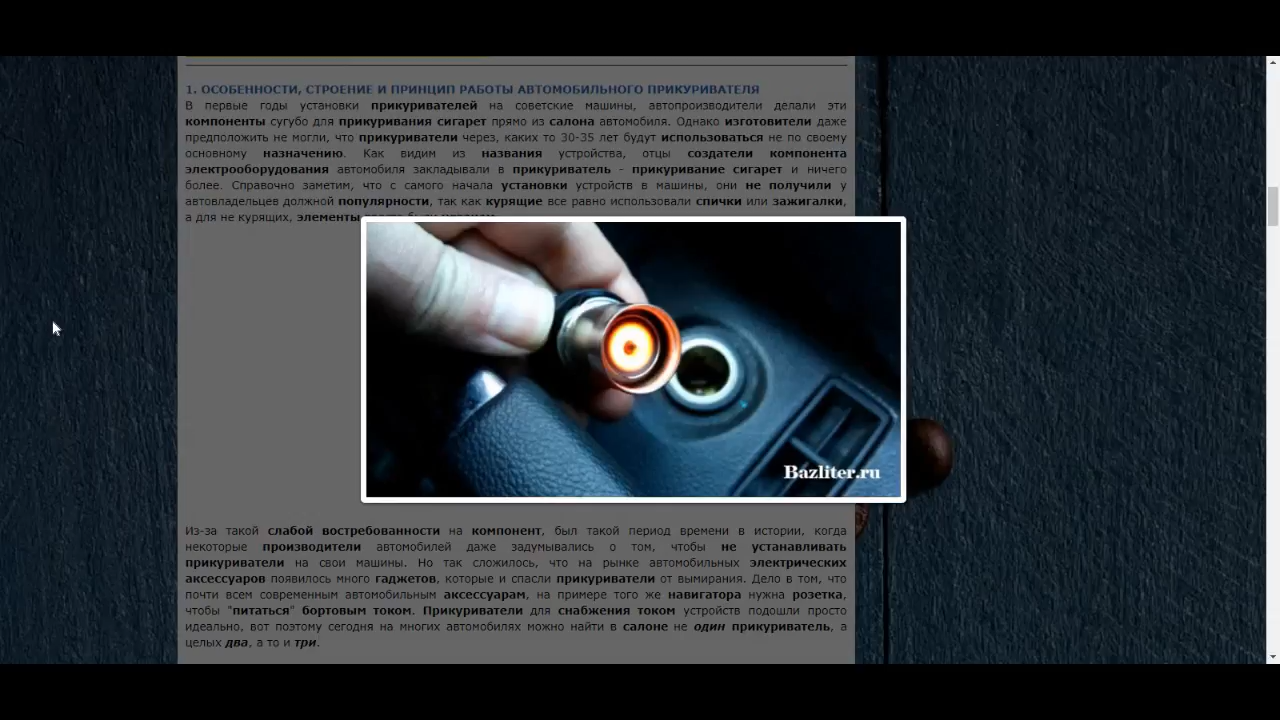 1. ОСОБЕННОСТИ, СТРОЕНИЕ И ПРИНЦИП РАБОТЫ АВТОМОБИЛЬНОГО ПРИКУРИВАТЕЛЯ
В первые годы установки прикуривателей на советские машины, автопроизводители делали эти
компоненты сугубо для прикуривания сигарет прямо из салона автомобиля. Однако изготовители даже
предположить не могли, что прикуриватели через, каких то 30-35 лет будут использоваться не по своему
основному назначению. Как видим из названия устройства, отцы создатели компонента
электрооборудования автомобиля закладывали в прикуриватель - прикуривание сигарет и ничего
более. Справочно заметим, что с самого начала установки устройств в машины, они не получили у
автовладельцев должной популярности, так как курящие все равно использовали спички или зажигалки,
а для не курящих, элементы
Bazliter.ru
Из-за такой слабой востребованности на компонент, был такой период времени в истории, когда
некоторые производители автомобилей даже задумывались о том, чтобы не устанавливать
прикуриватели на свои машины. Но так сложилось, что на рынке автомобильных электрических
аксессуаров появилось много гаджетов, которые и спасли прикуриватели от вымирания. Дело в том, что
почти всем современным автомобильным аксессуарам, на примере того же навигатора нужна розетка,
чтобы "питаться" бортовым током. Прикуриватели для снабжения током устройств подошли просто
идеально, вот поэтому сегодня на многих автомобилях можно найти в салоне не один прикуриватель, а
целых два, а то и три.